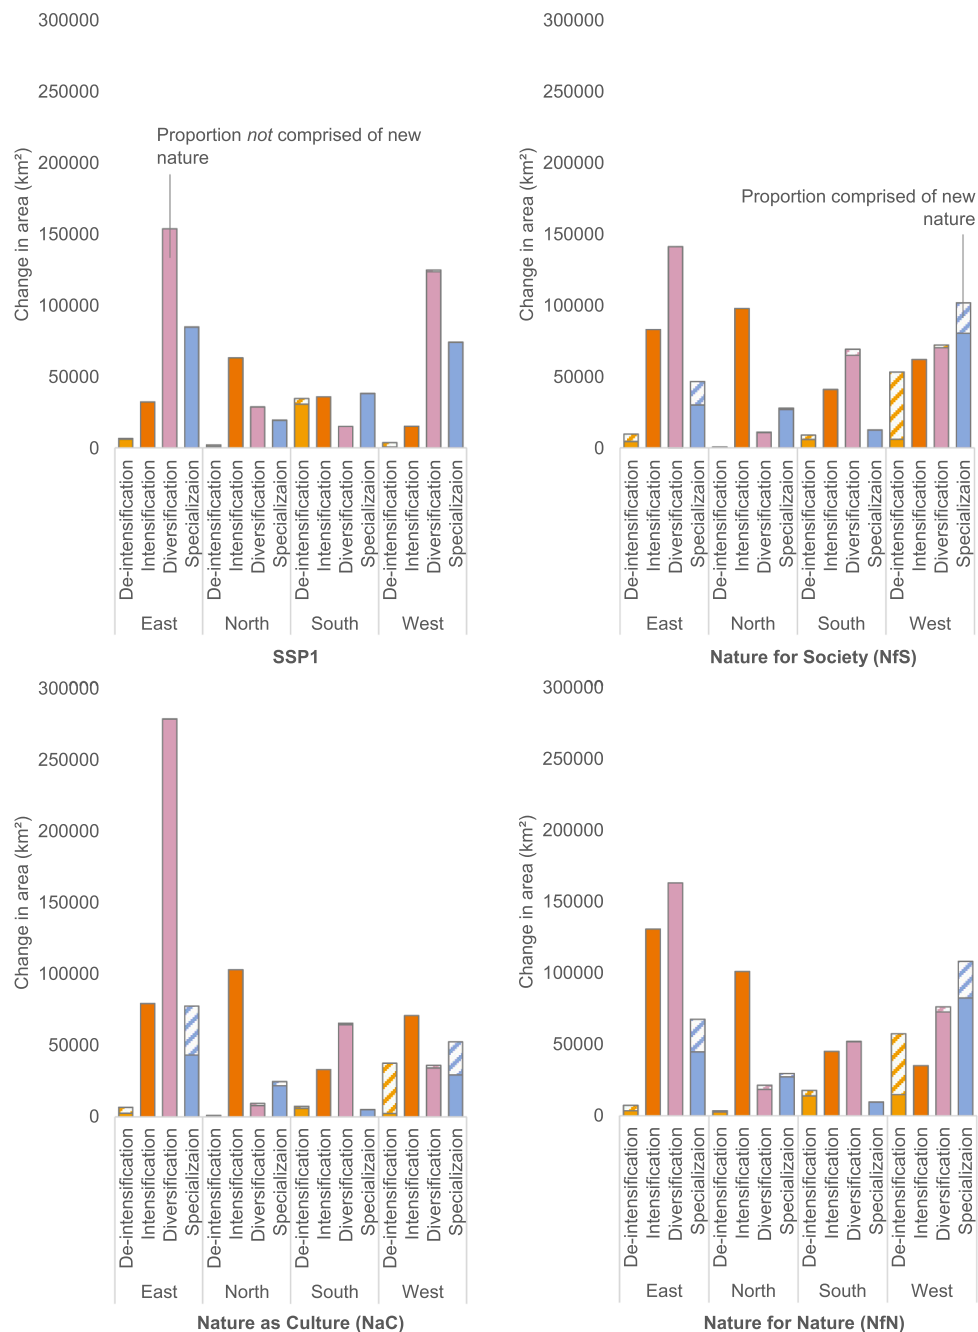 300000
250000
200000
150000
100000
50000
0
Change in area (km²)
Proportion not comprised of new
nature
De-intensification
Intensification
Diversification
Specializaion
De-intensification
Intensification
Diversification
Specializaion
De-intensification
Intensification
Diversification
Specializaion
De-intensification
Intensification
Diversification
Specializaion
East
North
South
West
SSP1
300000
250000
200000
150000
100000
50000
0
Change in area (km²)
Proportion comprised of new
nature
De-intensification
Intensification
Diversification
Specializaion
De-intensification
Intensification
Diversification
Specializaion
De-intensification
Intensification
Diversification
Specializaion
De-intensification
Intensification
Diversification
Specializaion
East
North
South
West
Nature for Society (NfS)
300000
250000
200000
150000
100000
50000
0
Change in area (km²)
De-intensification
Intensification
Diversification
Specializaion
De-intensification
Intensification
Diversification
Specializaion
De-intensification
Intensification
Diversification
Specializaion
De-intensification
Intensification
Diversification
Specializaion
East
North
South
West
Nature as Culture (NaC)
300000
250000
200000
150000
100000
50000
0
Change in area (km²)
De-intensification
Intensification
Diversification
Specializaion
De-intensification
Intensification
Diversification
Specializaion
De-intensification
Intensification
Diversification
Specializaion
De-intensification
Intensification
Diversification
Specializaion
East
North
South
West
Nature for Nature (NfN)